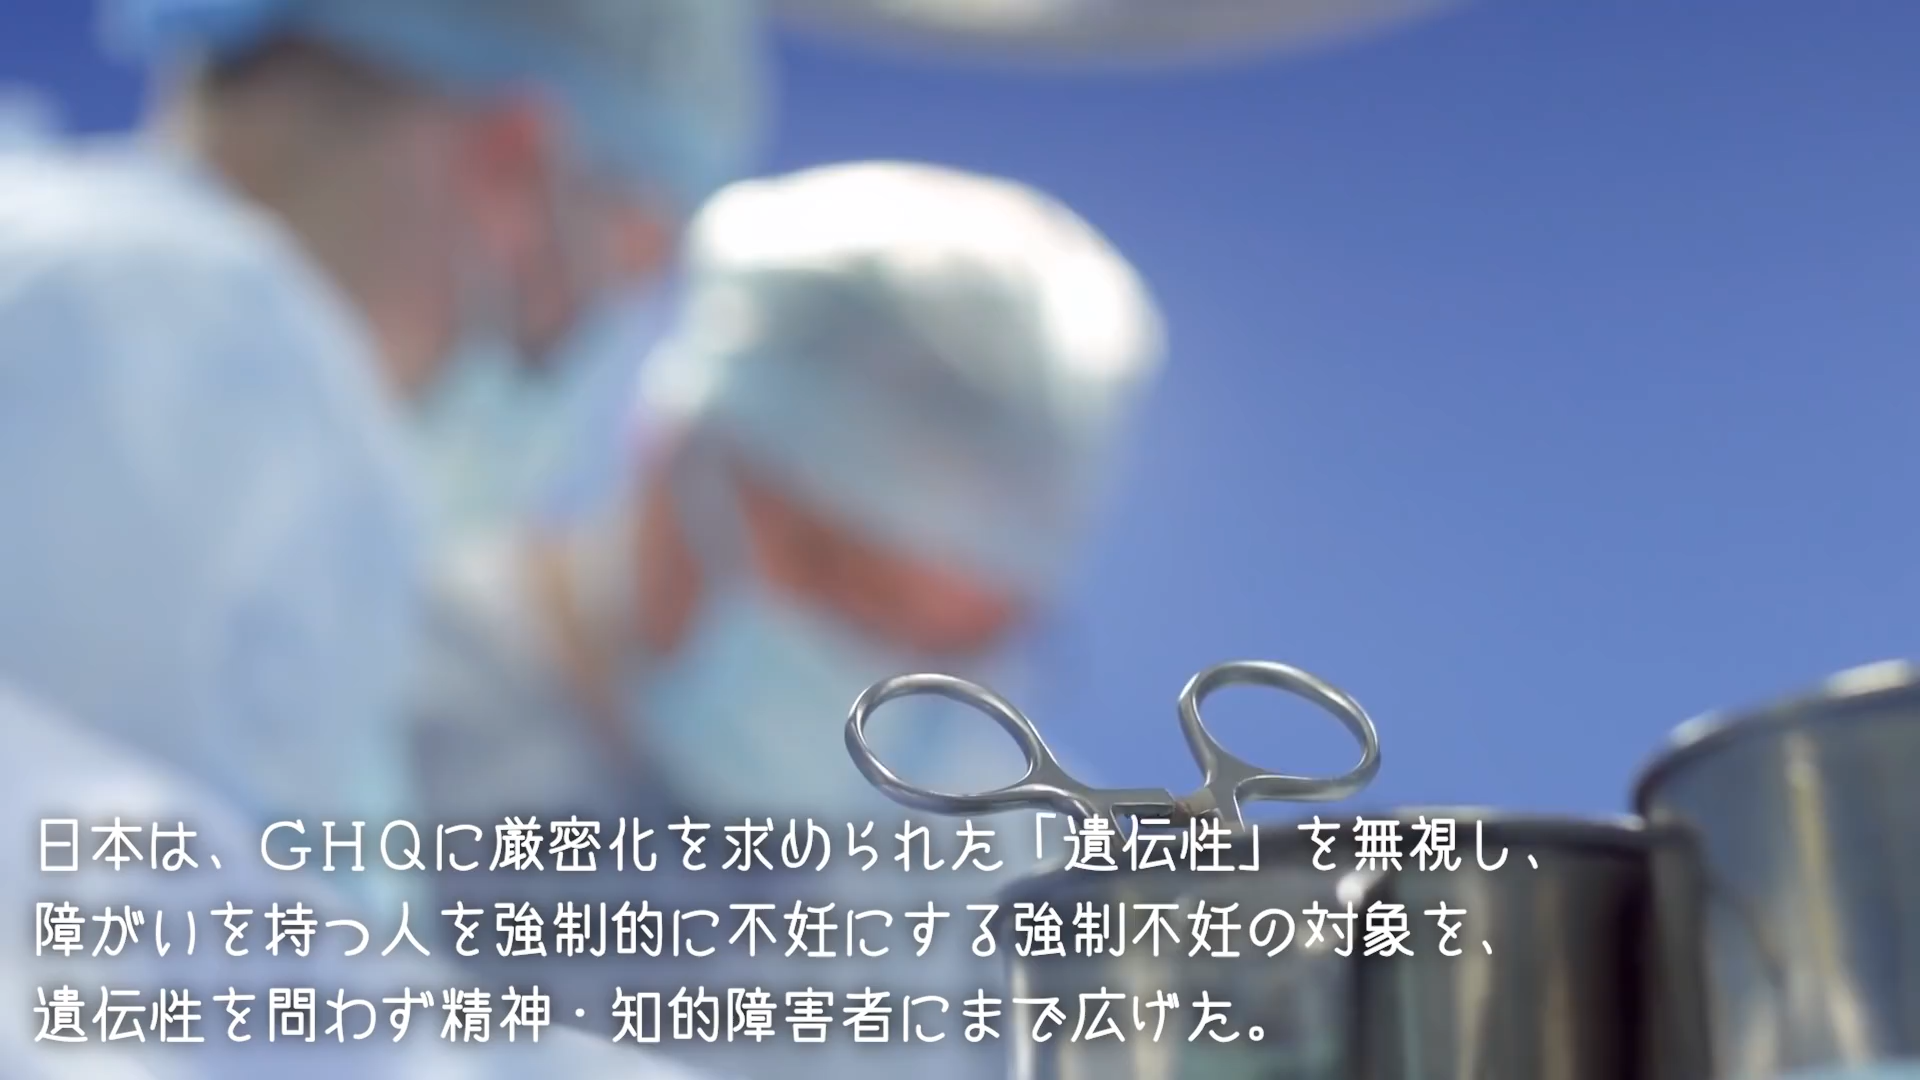 日本は、GHQに厳密化を求められた「遺伝性」を無視し、
障がいを持つ人を強制的に不妊にする強制不妊の対象を、
遺伝性を問わず精神・知的障害者にまで広げた。